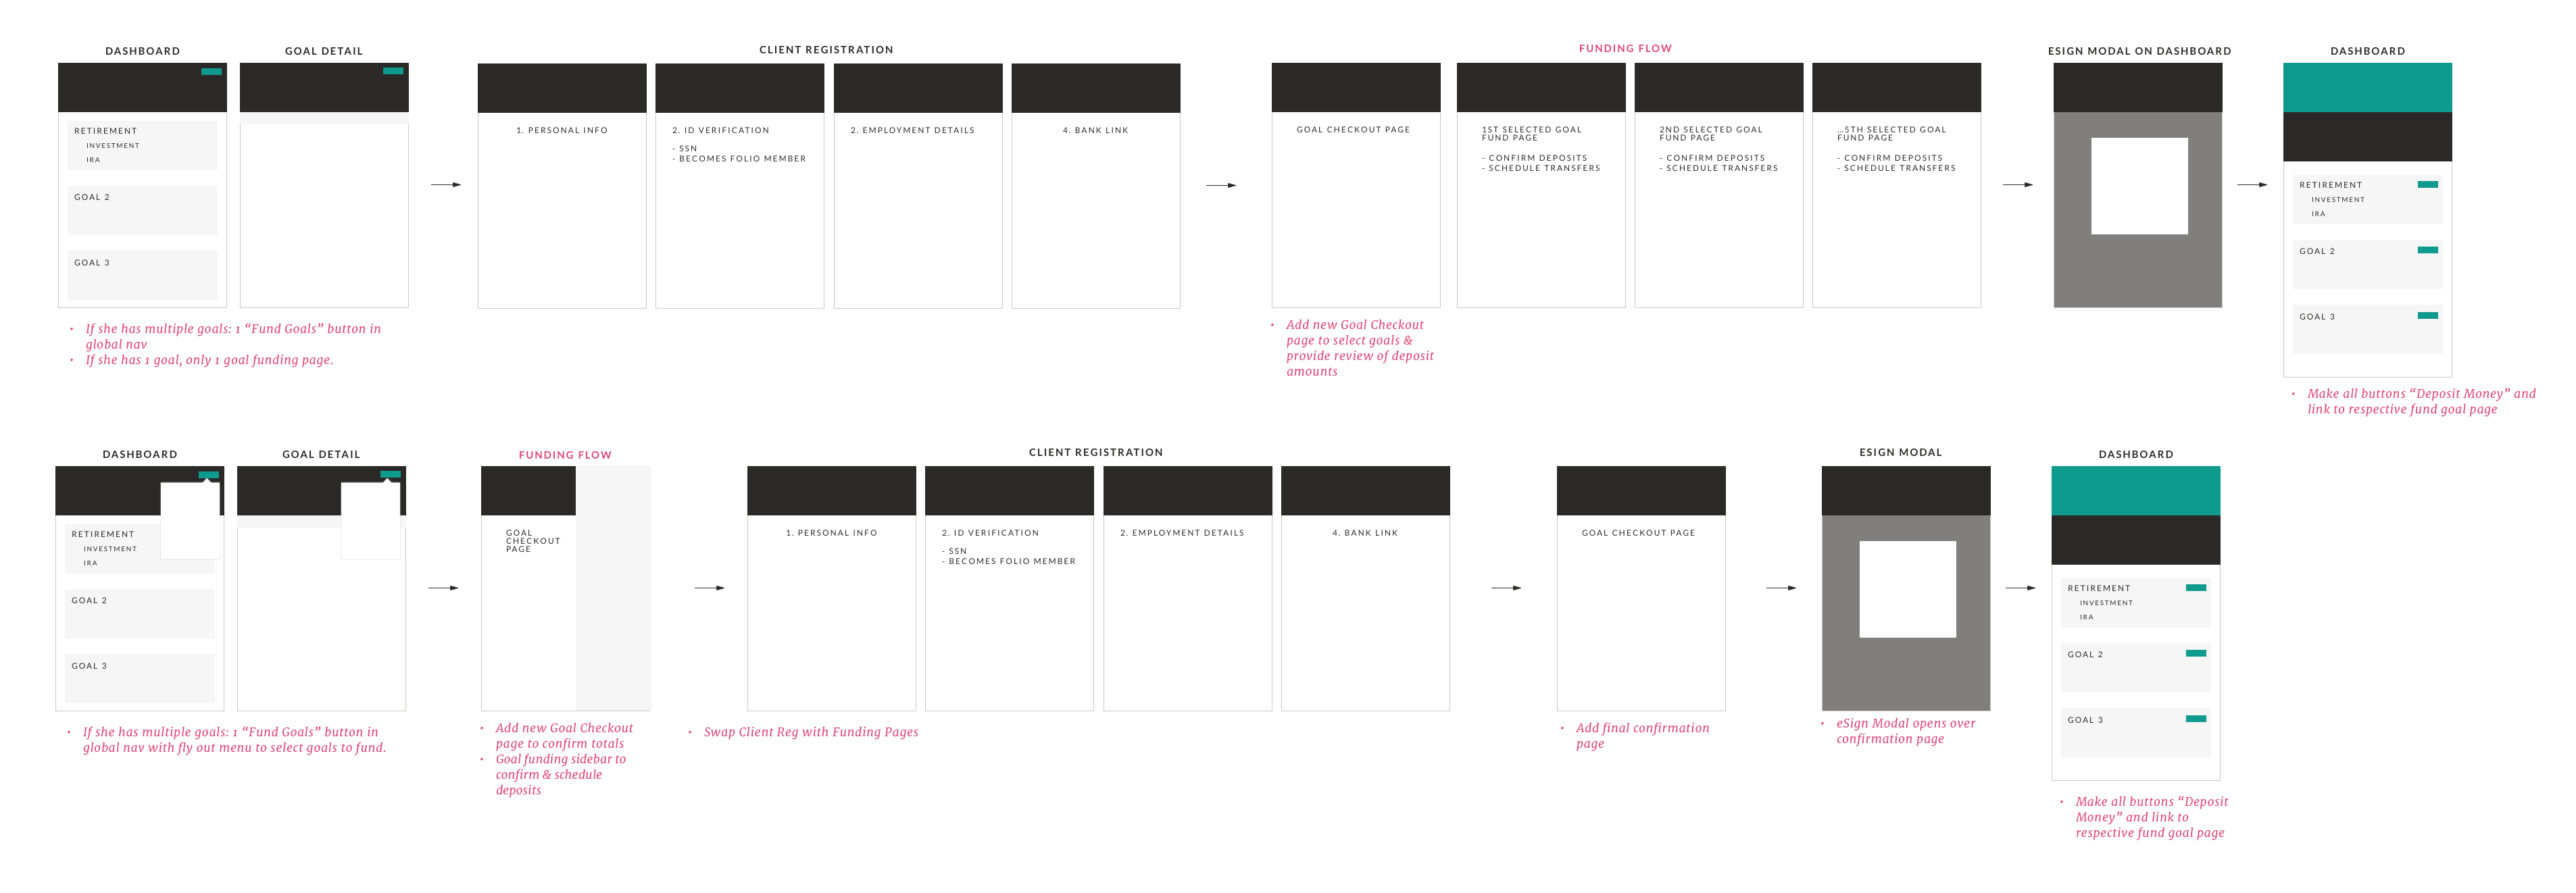 DASHBOARD
GOAL DETAIL
CLIENT REGISTRATION
FUNDING FLOW
ESIGN MODAL ON DASHBOARD
DASHBOARD
RETIREMENT
INVESTMENT
IRA
GOAL 2
GOAL 3
1. PERSONAL INFO
2. ID VERIFICATION
- SSN
- BECOMES FOLIO MEMBER
2. EMPLOYMENT DETAILS
4. BANK LINK
GOAL CHECKOUT PAGE
1ST SELECTED GOAL
FUND PAGE
- CONFIRM DEPOSITS
- SCHEDULE TRANSFERS
2ND SELECTED GOAL
FUND PAGE
- CONFIRM DEPOSITS
- SCHEDULE TRANSFERS
...5TH SELECTED GOAL
FUND PAGE
- CONFIRM DEPOSITS
- SCHEDULE TRANSFERS
RETIREMENT
INVESTMENT
IRA
GOAL 2
GOAL 3
• If she has multiple goals: 1 “Fund Goals” button in
global nav
• If she has 1 goal, only 1 goal funding page.
• Add new Goal Checkout
page to select goals &
provide review of deposit
amounts
• Make all buttons “Deposit Money” and
link to respective fund goal page
DASHBOARD
GOAL DETAIL
FUNDING FLOW
CLIENT REGISTRATION
ESIGN MODAL
DASHBOARD
RETIREMENT
INVESTMENT
IRA
GOAL 2
GOAL 3
GOAL
CHECKOUT
PAGE
1. PERSONAL INFO
2. ID VERIFICATION
- SSN
- BECOMES FOLIO MEMBER
2. EMPLOYMENT DETAILS
4. BANK LINK
GOAL CHECKOUT PAGE
RETIREMENT
INVESTMENT
IRA
GOAL 2
GOAL 3
• If she has multiple goals: 1 “Fund Goals” button in
global nav with fly out menu to select goals to fund.
• Add new Goal Checkout
page to confirm totals
• Goal funding sidebar to
confirm & schedule
deposits
• Swap Client Reg with Funding Pages
• Add final confirmation
page
• eSign Modal opens over
confirmation page
• Make all buttons “Deposit
Money” and link to
respective fund goal page